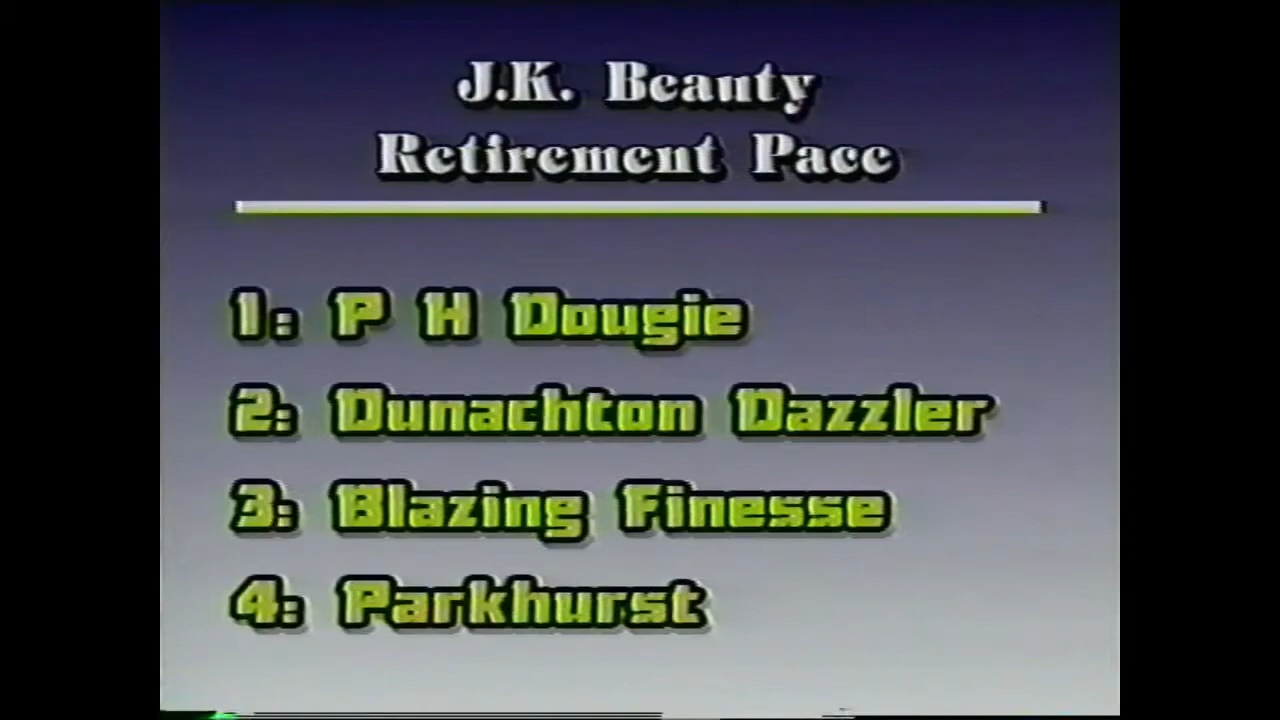 J.K. Beauty
Retirement Pace
1: P H Dougie
2: Dunachton Dazzler
3: Blazing Finesse
4: Parkhurst